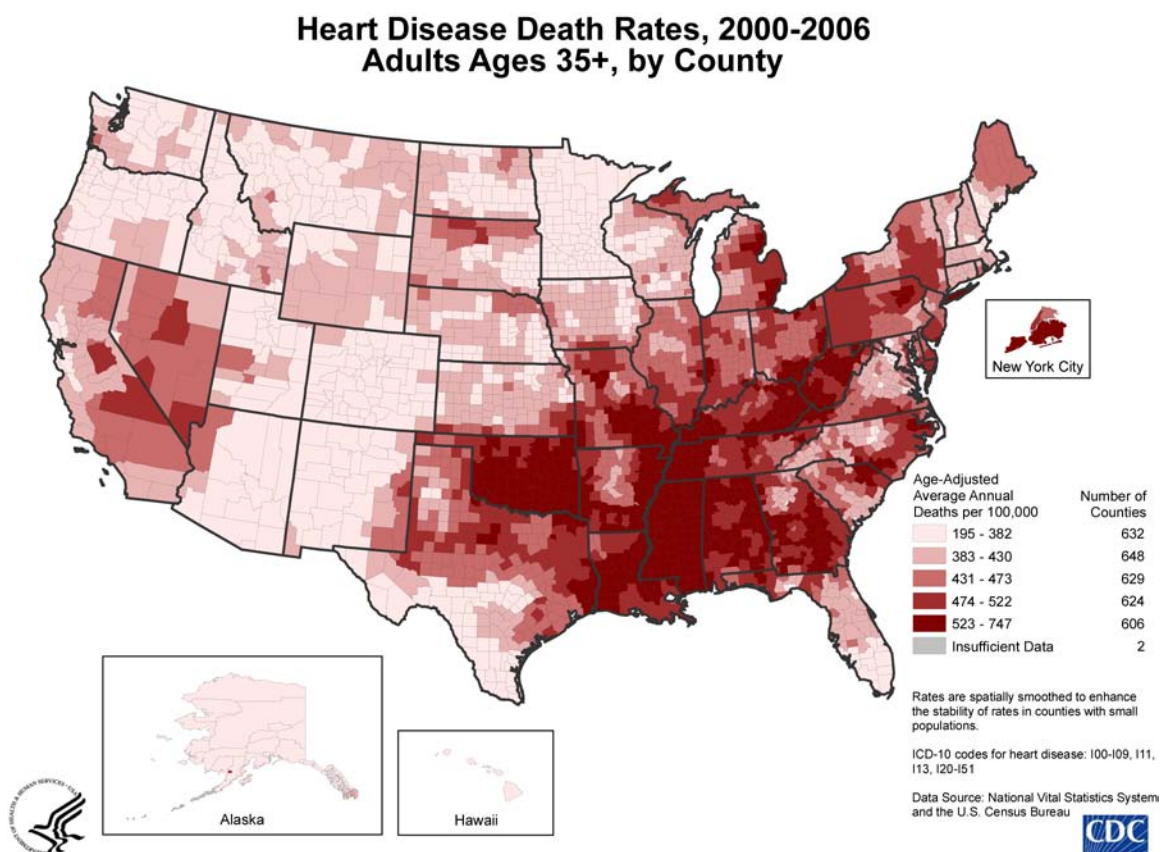 Heart Disease Death Rates, 2000-2006
Adults Ages 35+, by County
New York City
Age-Adjusted
Average Annual
Deaths per 100,000
Number of
Counties
195 - 382 632
383 - 430 648
431 - 473 629
474 - 522 624
523 - 747 606
Insufficient Data 2
Rates are spatially smoothed to enhance
the stability of rates in counties with small
populations.
ICD-10 codes for heart disease: I00-I09, I11,
I13, I20-I51
Data Source: National Vital Statistics System
and the U.S. Census Bureau
Alaska
Hawaii
CDC